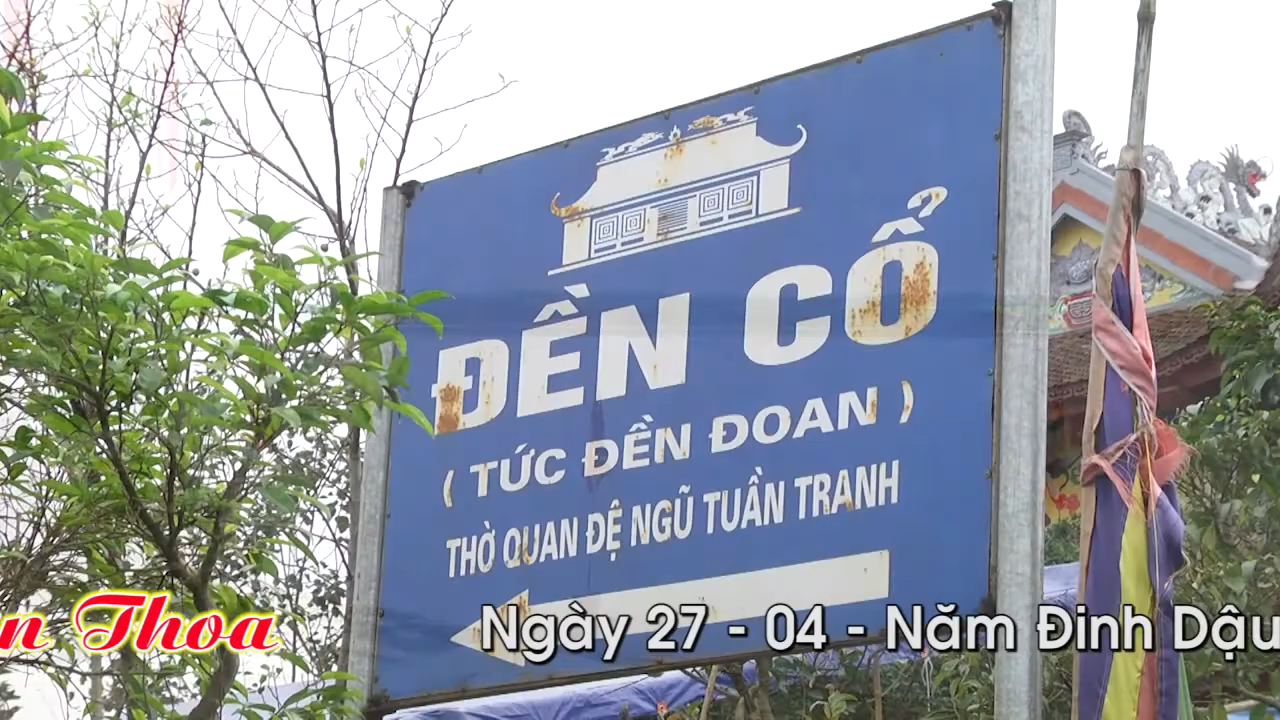 ĐỀN CỔ
( TỨC ĐỀN ĐOAN )
THỜ QUAN ĐỆ NGŨ TUẦN TRANH
n Thoa
Ngày 27 - 04 - Năm Đinh Dậu